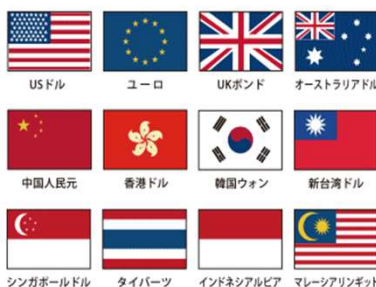 USドル
ユーロ
UKポンド
オーストラリアドル
中国人民元
香港ドル
韓国ウォン
新台湾ドル
シンガポールドル
タイバーツ
インドネシアルピア
マレーシアリンギット